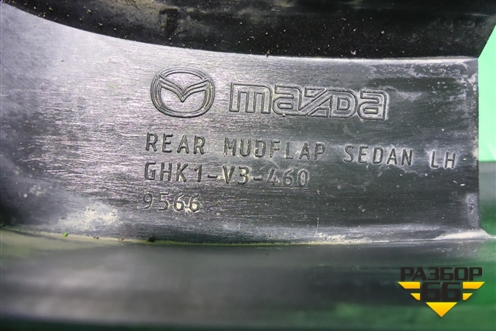 mazda
REAR MUDFLAP SEDAN LH
GHK1-V3-460
9566
РАЗБОР
66